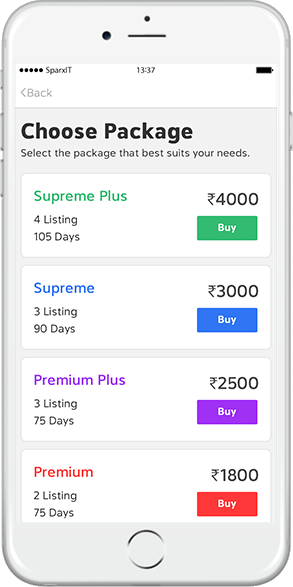 SparxIT 13:37
Back
Choose Package
Select the package that best suits your needs.
Supreme Plus ₹4000
4 Listing
105 Days
Buy
Supreme ₹3000
3 Listing
90 Days
Buy
Premium Plus ₹2500
3 Listing
75 Days
Buy
Premium ₹1800
2 Listing
75 Days
Buy